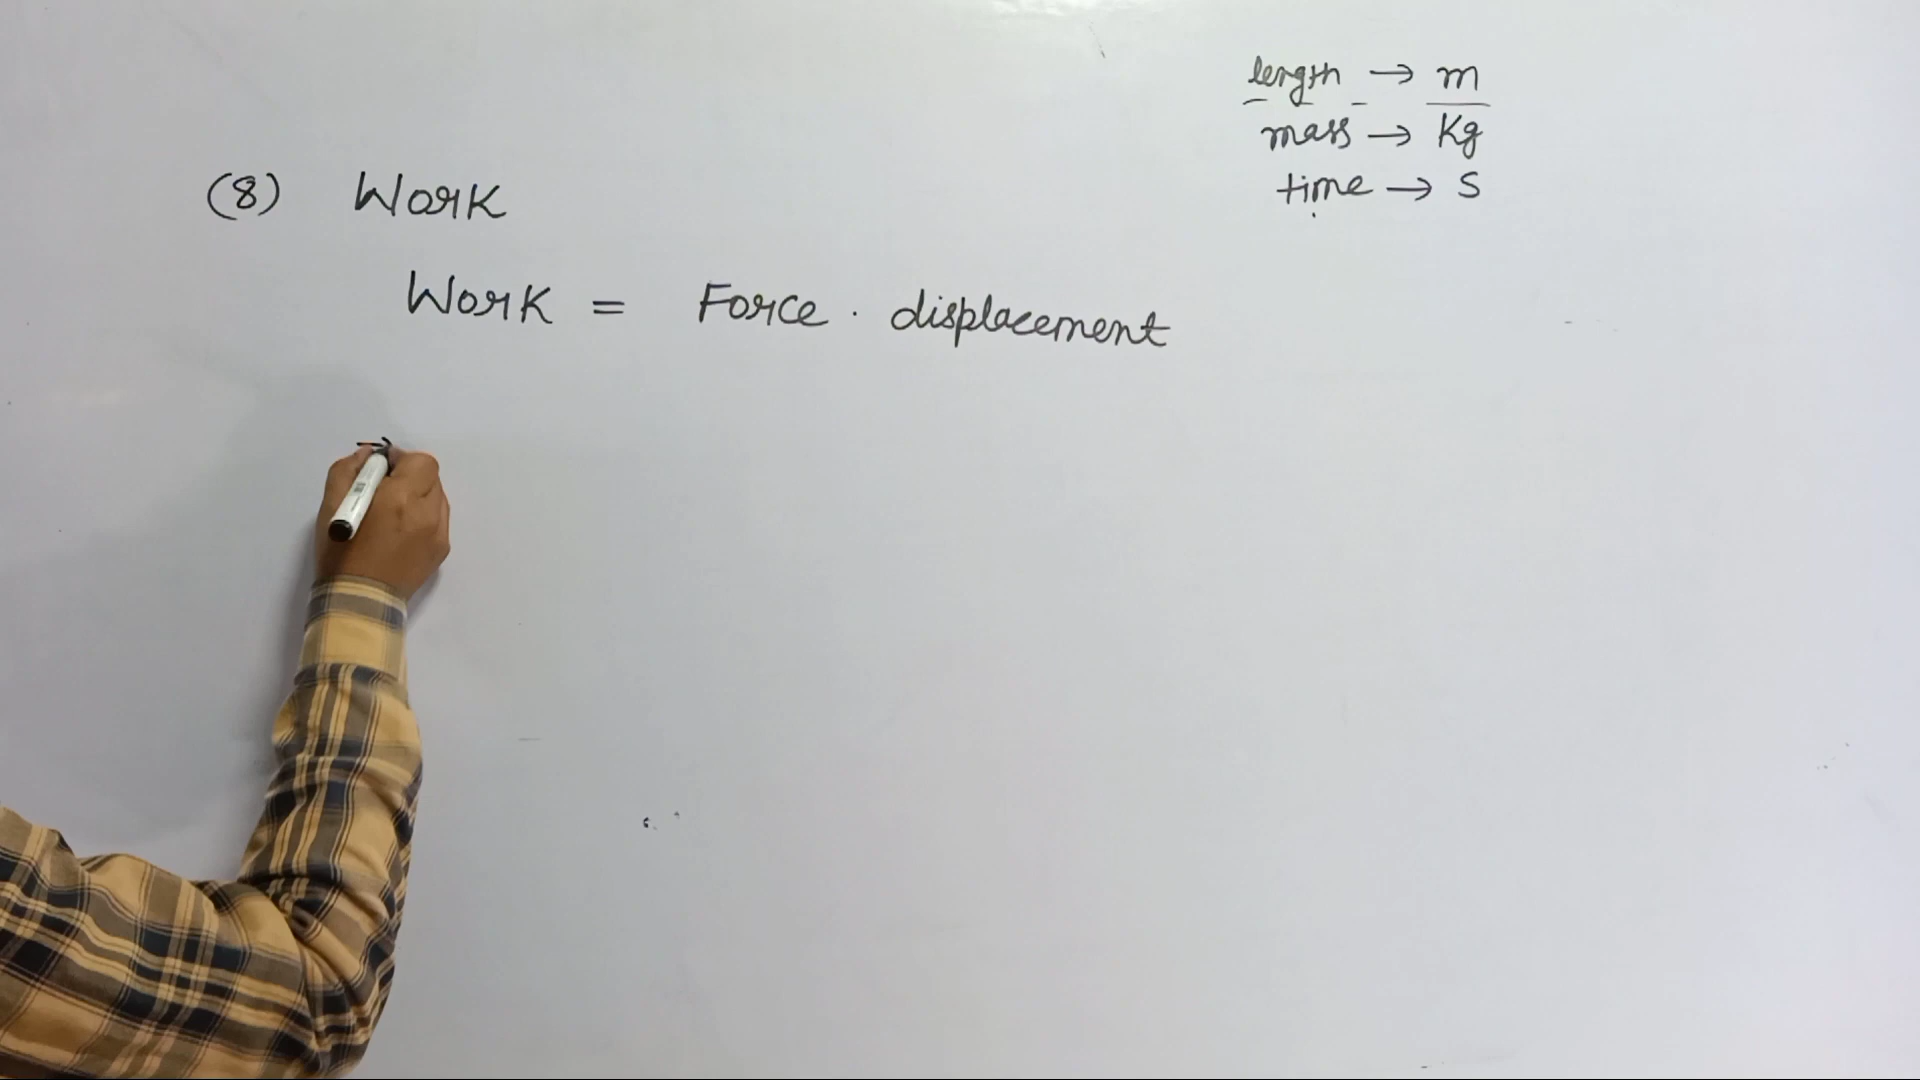 length → m
mass → Kg
time → s
(8) Work
Work = Force · displacement